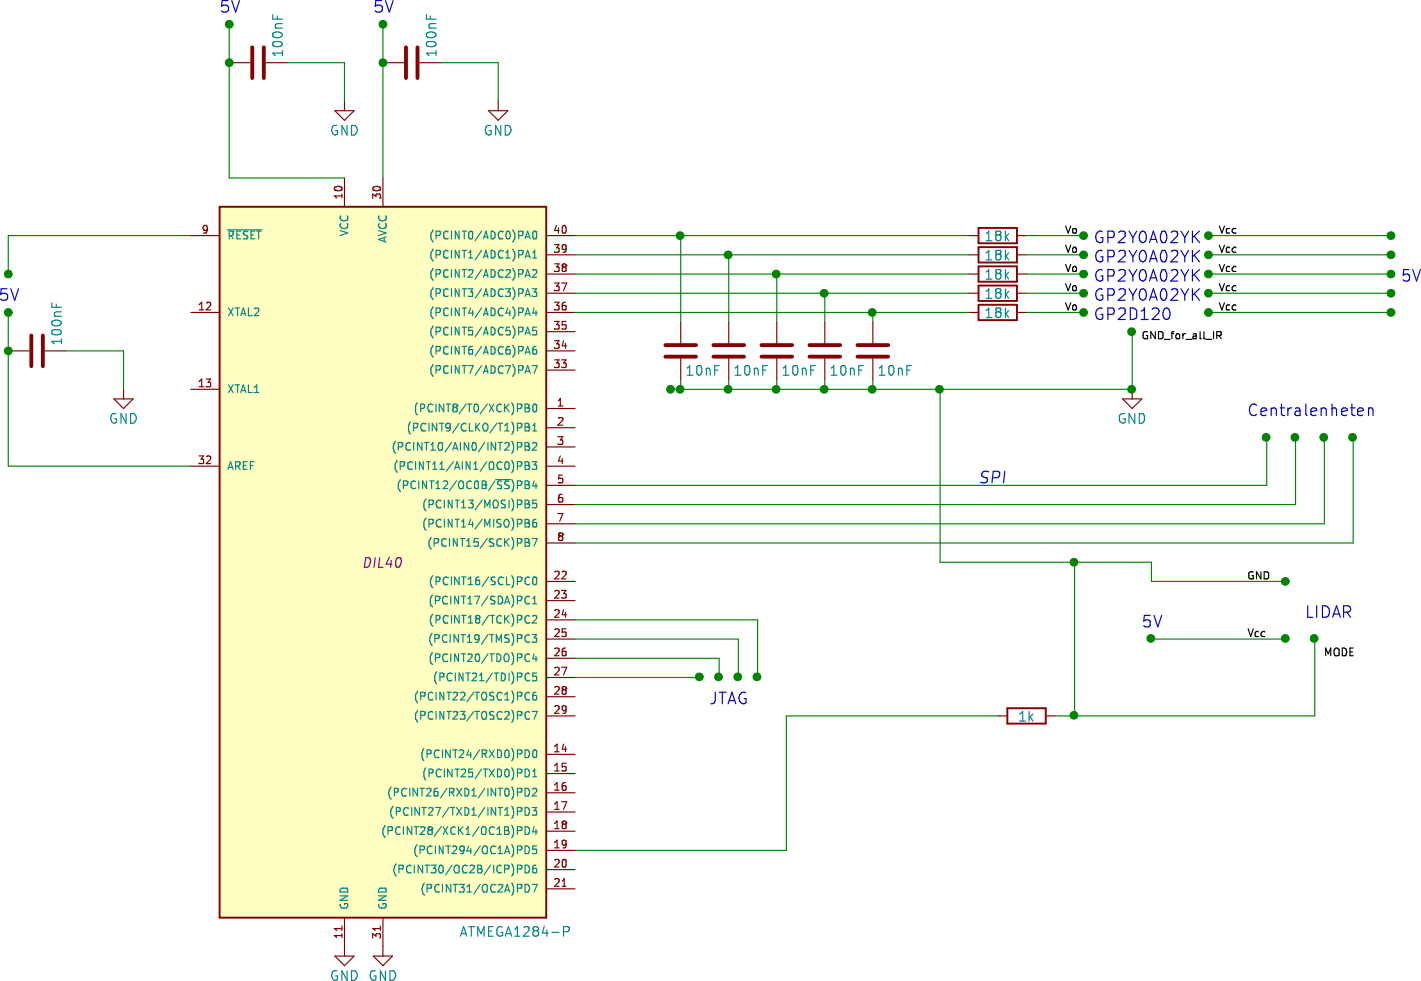 5V
5V
100nF
100nF
GND
GND
10
30
VCC
AVCC
9
RESET
5V
100nF
GND
12
XTAL2
13
XTAL1
32
AREF
(PCINT0/ADC0)PA0
40
18k
Vo
GP2Y0A02YK
Vcc
(PCINT1/ADC1)PA1
39
18k
Vo
GP2Y0A02YK
Vcc
(PCINT2/ADC2)PA2
38
18k
Vo
GP2Y0A02YK
Vcc
5V
(PCINT3/ADC3)PA3
37
18k
Vo
GP2Y0A02YK
Vcc
(PCINT4/ADC4)PA4
36
18k
Vo
GP2D120
Vcc
(PCINT5/ADC5)PA5
35
GND_for_all_IR
(PCINT6/ADC6)PA6
34
(PCINT7/ADC7)PA7
33
10nF
10nF
10nF
10nF
10nF
GND
(PCINT8/T0/XCK)PB0
1
Centralenheten
(PCINT9/CLKO/T1)PB1
2
(PCINT10/AIN0/INT2)PB2
3
(PCINT11/AIN1/OC0)PB3
4
(PCINT12/OC0B/SS)PB4
5
SPI
(PCINT13/MOSI)PB5
6
(PCINT14/MISO)PB6
7
(PCINT15/SCK)PB7
8
DIL40
(PCINT16/SCL)PC0
22
GND
(PCINT17/SDA)PC1
23
(PCINT18/TCK)PC2
24
LIDAR
5V
(PCINT19/TMS)PC3
25
Vcc
MODE
(PCINT20/TDO)PC4
26
(PCINT21/TDI)PC5
27
(PCINT22/TOSC1)PC6
28
JTAG
(PCINT23/TOSC2)PC7
29
1k
(PCINT24/RXD0)PD0
14
(PCINT25/TXD0)PD1
15
(PCINT26/RXD1/INT0)PD2
16
(PCINT27/TXD1/INT1)PD3
17
(PCINT28/XCK1/OC1B)PD4
18
(PCINT294/OC1A)PD5
19
(PCINT30/OC2B/ICP)PD6
20
(PCINT31/OC2A)PD7
21
GND
GND
11
31
ATMEGA1284-P
GND
GND